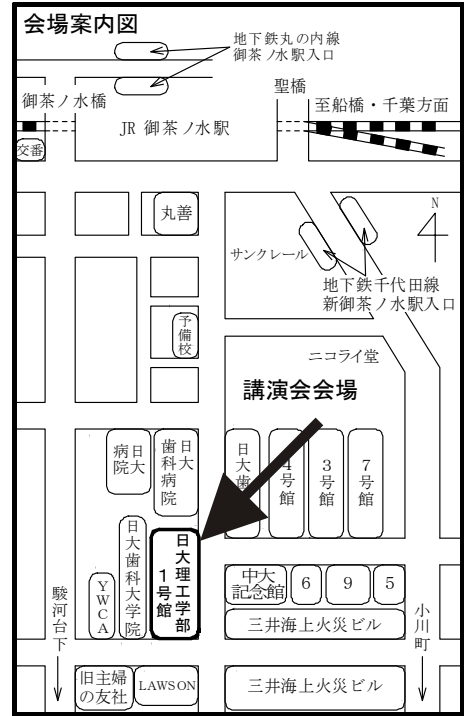 会場案内図
地下鉄丸の内線
御茶ノ水駅入口
御茶ノ水橋
聖橋
至船橋・千葉方面
JR 御茶ノ水駅
交番
丸善
N
サンクレール
地下鉄千代田線
新御茶ノ水駅入口
予備校
ニコライ堂
講演会会場
日大
病院
日大
歯科病院
日大歯
4号館
3号館
7号館
日大歯科大学院
日大理工学部
1号館
YWCA
中大
記念館
6
9
5
三井海上火災ビル
駿河台下
小川町
旧主婦
の友社
LAWSON
三井海上火災ビル